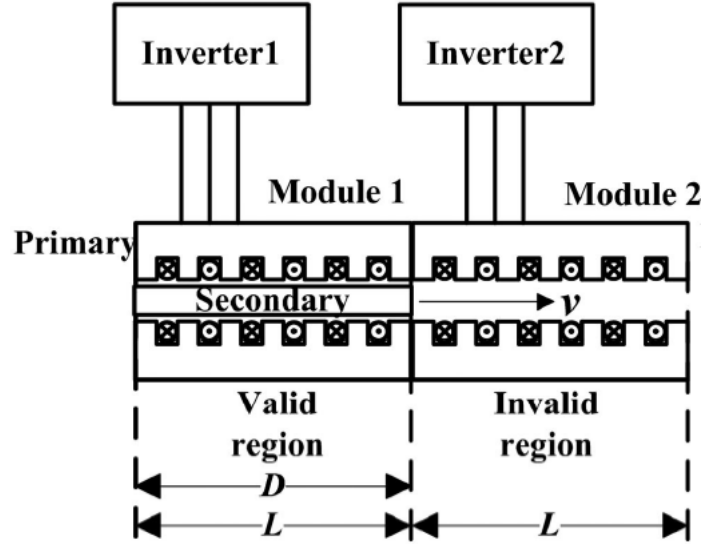 Inverter1
Inverter2
Module 1
Module 2
Primary
Secondary
v
Valid
region
Invalid
region
D
L
L